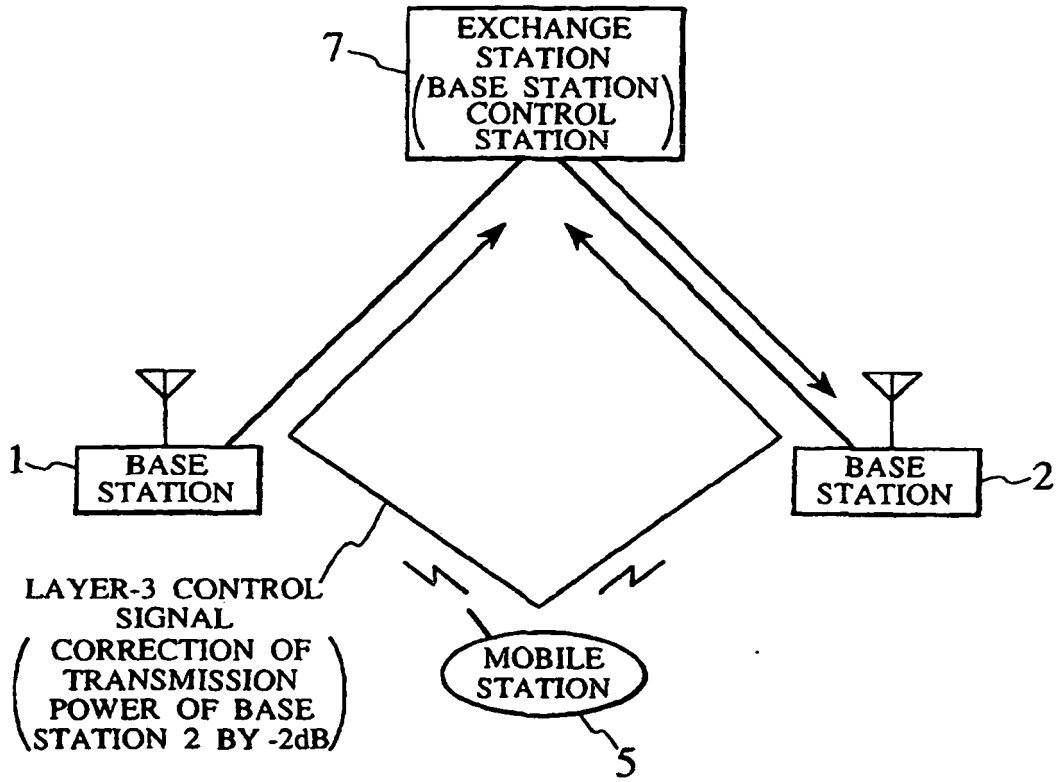 7
EXCHANGE
STATION
(BASE STATION
CONTROL
STATION)
1
BASE
STATION
BASE
STATION
2
LAYER-3 CONTROL
SIGNAL
(CORRECTION OF
TRANSMISSION
POWER OF BASE
STATION 2 BY -2dB)
MOBILE
STATION
5